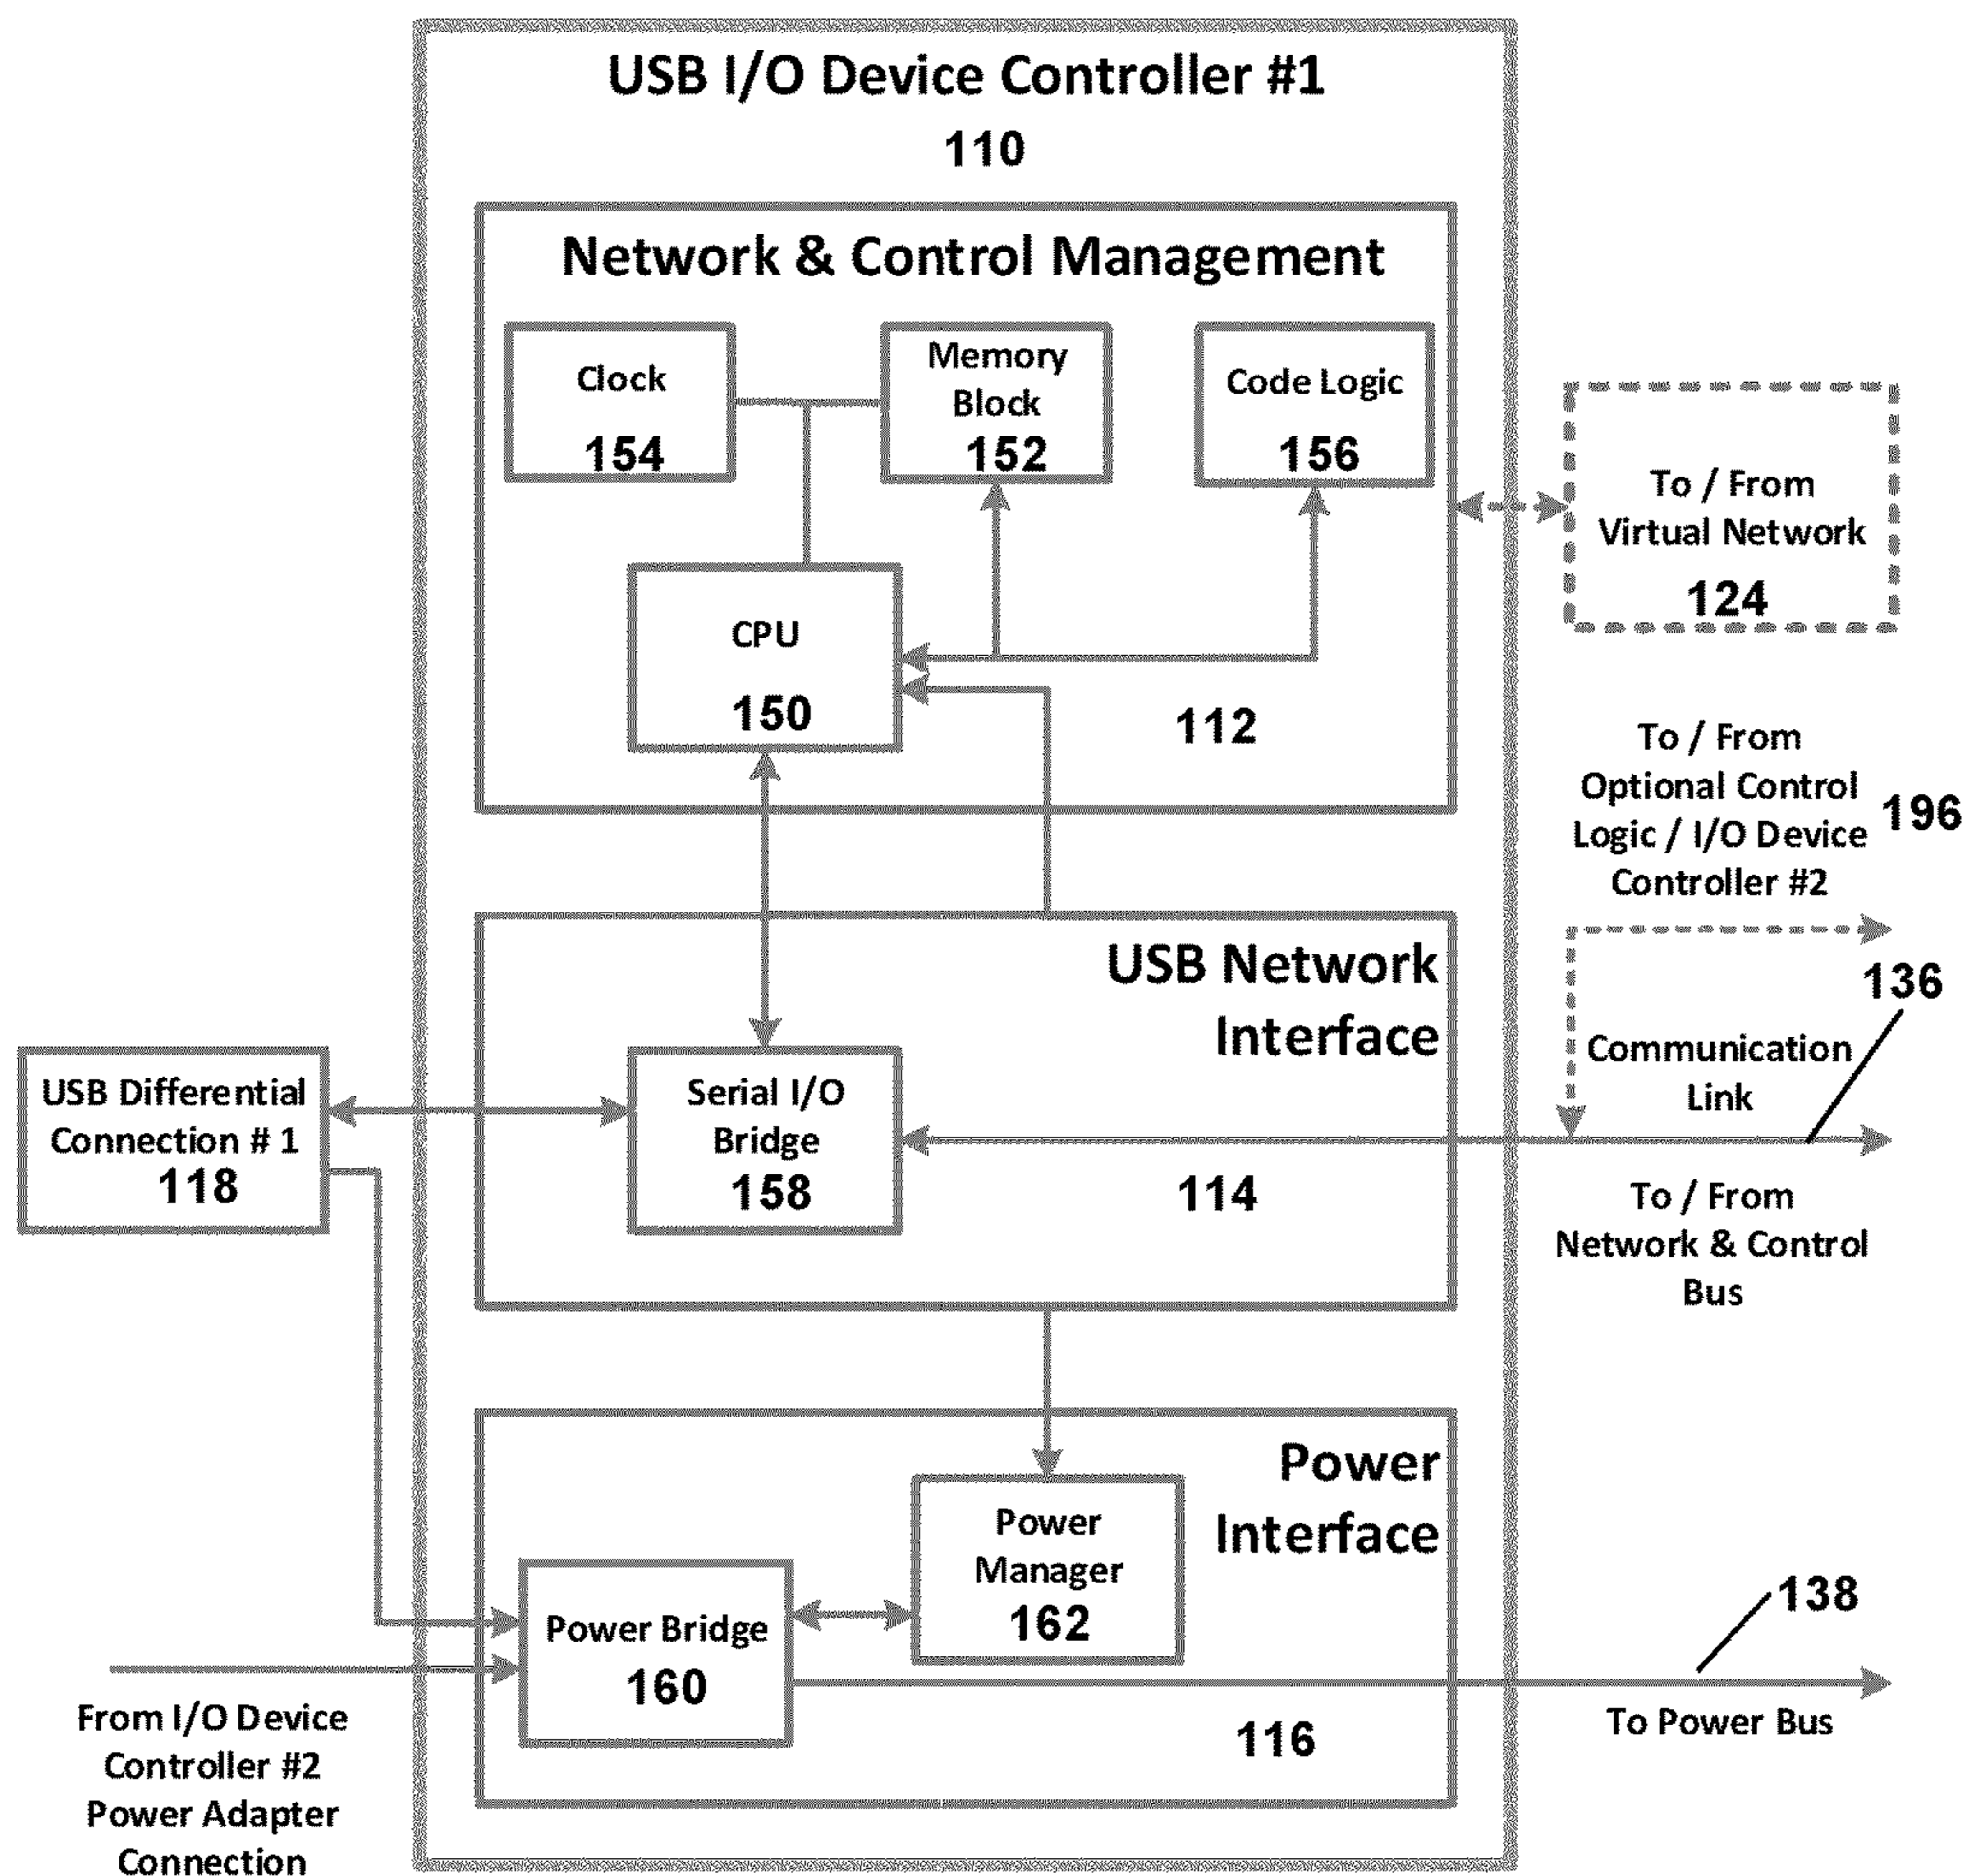 USB I/O Device Controller #1
110
Network & Control Management
Clock
154
Memory
Block
152
Code Logic
156
CPU
150
112
To / From
Virtual Network
124
To / From
Optional Control
Logic / I/O Device
Controller #2
196
136
USB Network
Interface
Communication
Link
USB Differential
Connection # 1
118
Serial I/O
Bridge
158
114
To / From
Network & Control
Bus
Power
Interface
Power
Manager
162
Power Bridge
160
138
116
To Power Bus
From I/O Device
Controller #2
Power Adapter
Connection